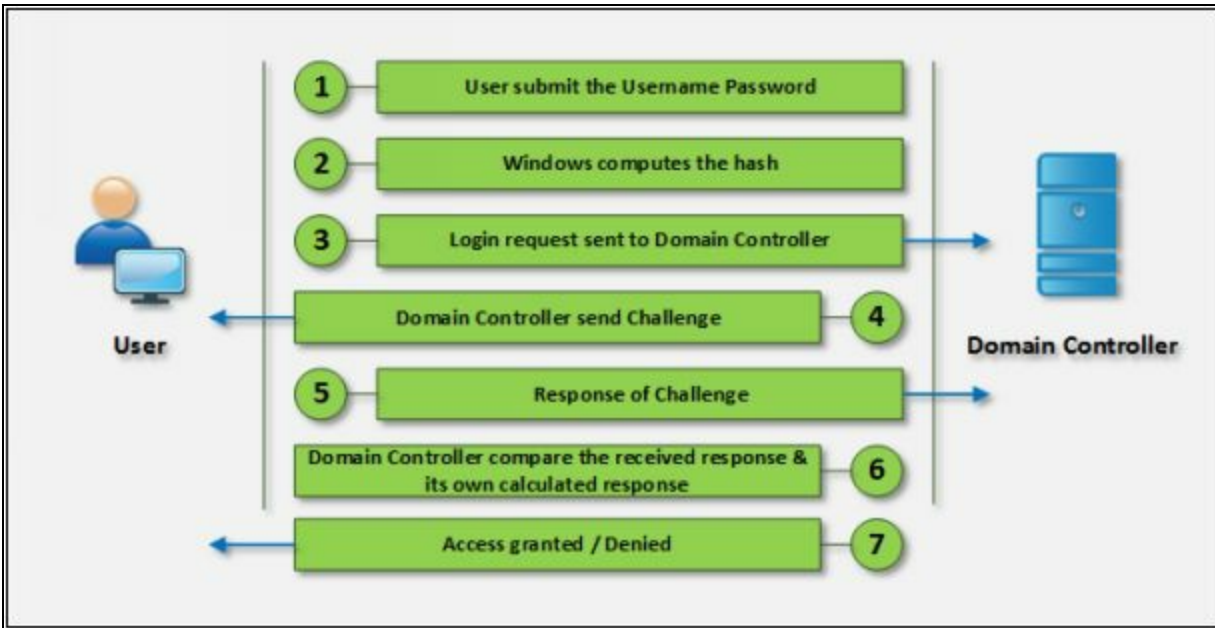 1
User submit the Username Password
2
Windows computes the hash
3
Login request sent to Domain Controller
Domain Controller send Challenge
4
User
Domain Controller
5
Response of Challenge
Domain Controller compare the received response &
its own calculated response
6
Access granted / Denied
7